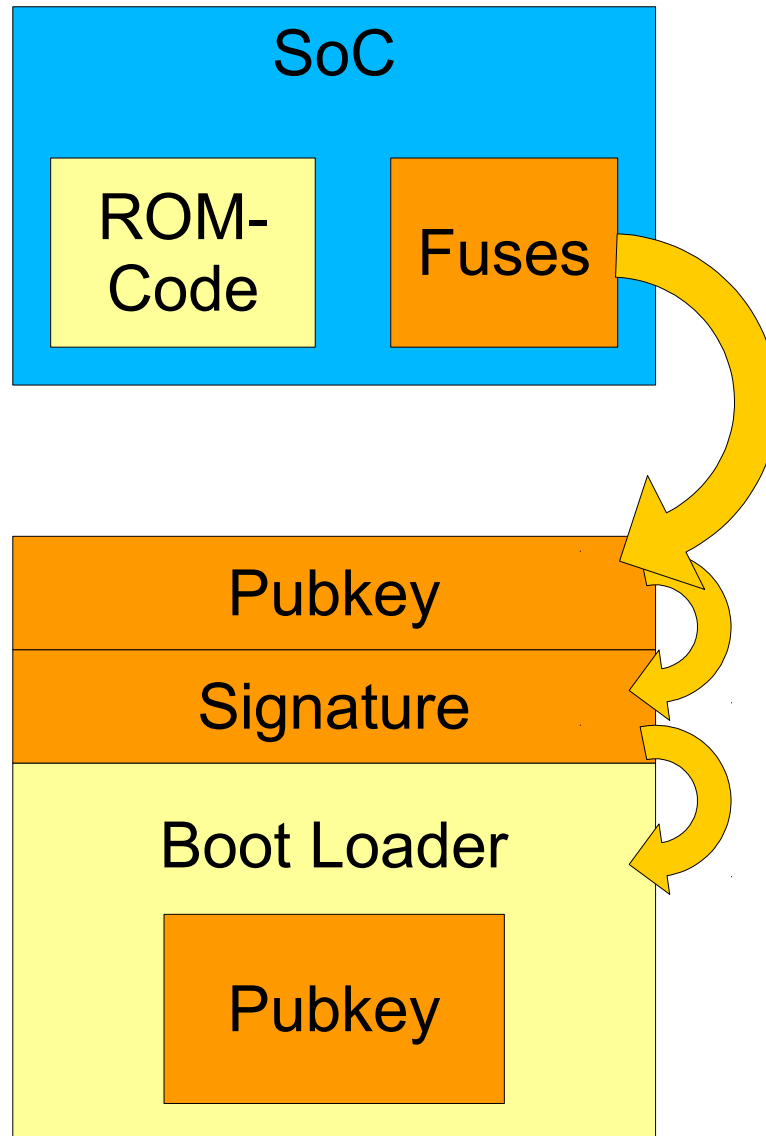 SoC
ROM-
Code
Fuses
Pubkey
Signature
Boot Loader
Pubkey